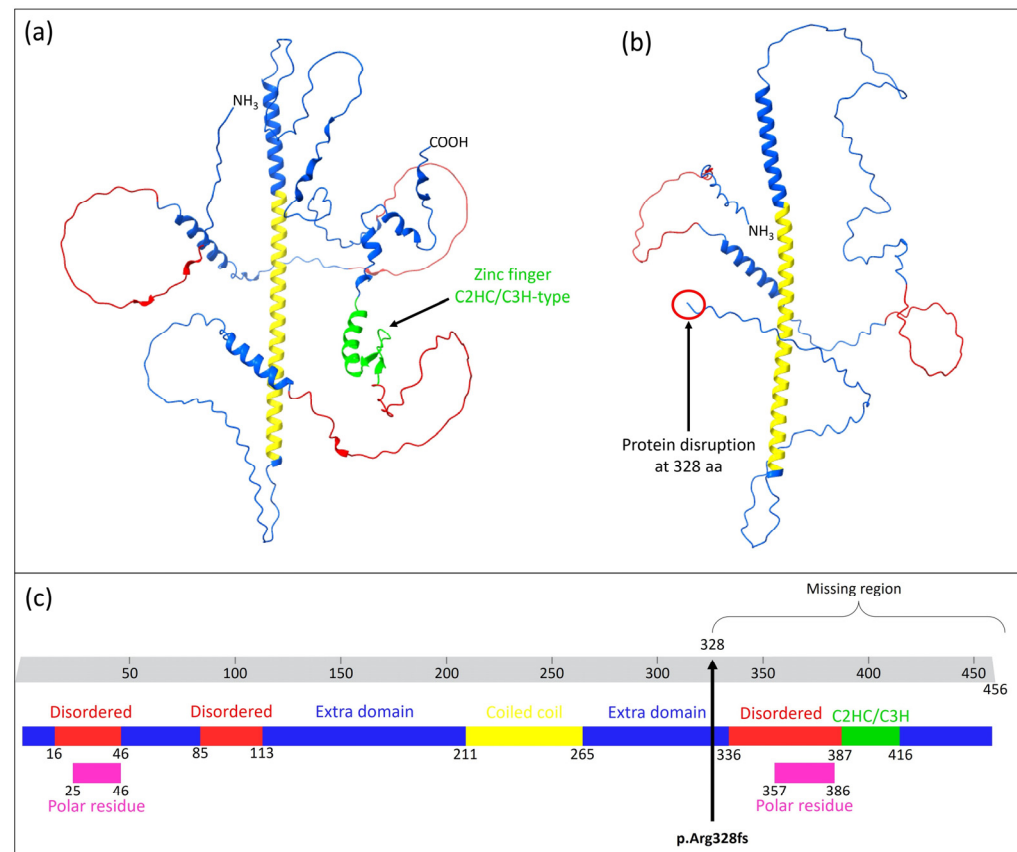 (a)
NH3
COOH
Zinc finger
C2HC/C3H-type
(b)
NH3
Protein disruption
at 328 aa
(c)
Missing region
328
50 100 150 200 250 300 350 400 450
456
Disordered Disordered Extra domain Coiled coil Extra domain Disordered C2HC/C3H
16 46 85 113 211 265 336 387 416
25 46 357 386
Polar residue Polar residue
p.Arg328fs